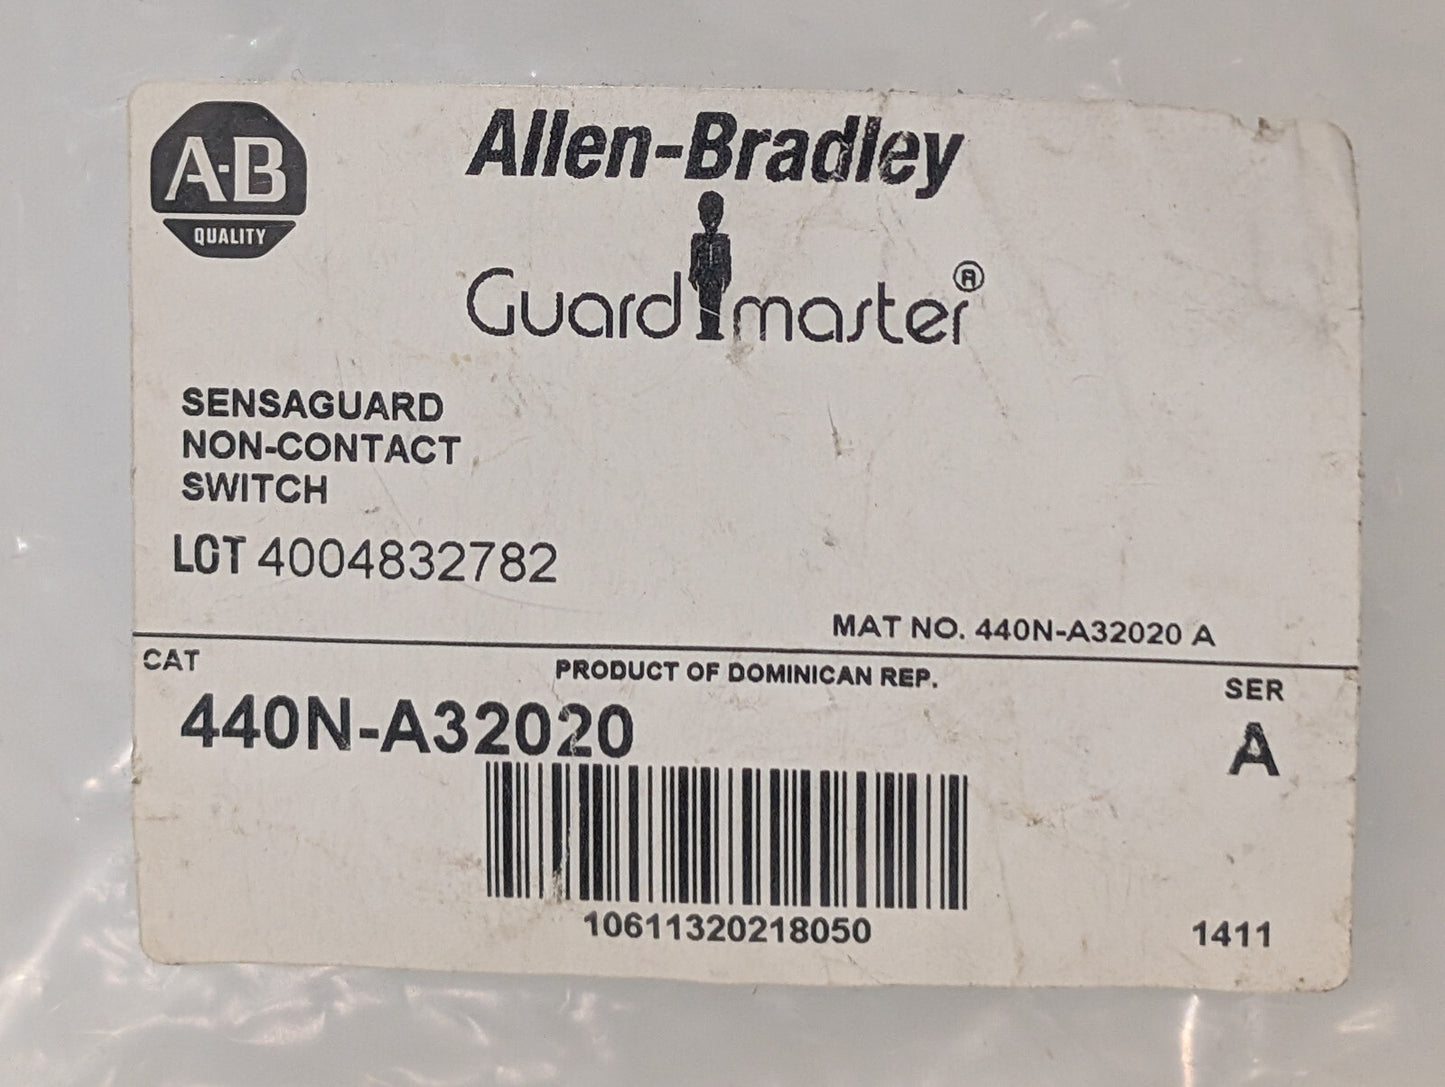 A-B
QUALITY
Allen-Bradley
Guardmaster®
SENSAGUARD
NON-CONTACT
SWITCH
LOT 4004832782
MAT NO. 440N-A32020 A
CAT
PRODUCT OF DOMINICAN REP.
SER
440N-A32020
A
10611320218050
1411